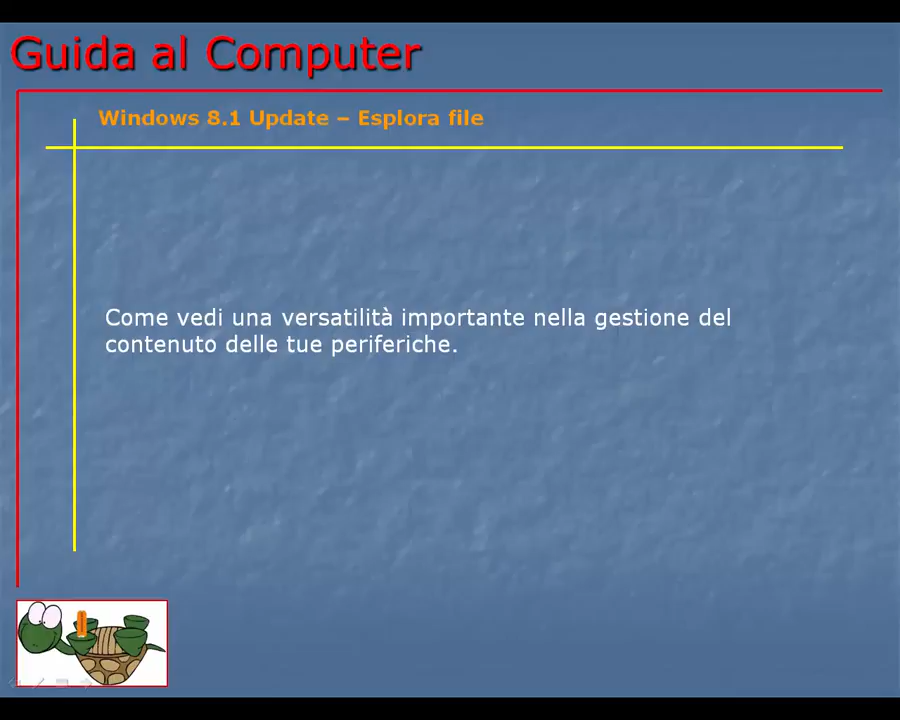 Guida al Computer
Windows 8.1 Update – Esplora file
Come vedi una versatilità importante nella gestione del
contenuto delle tue periferiche.